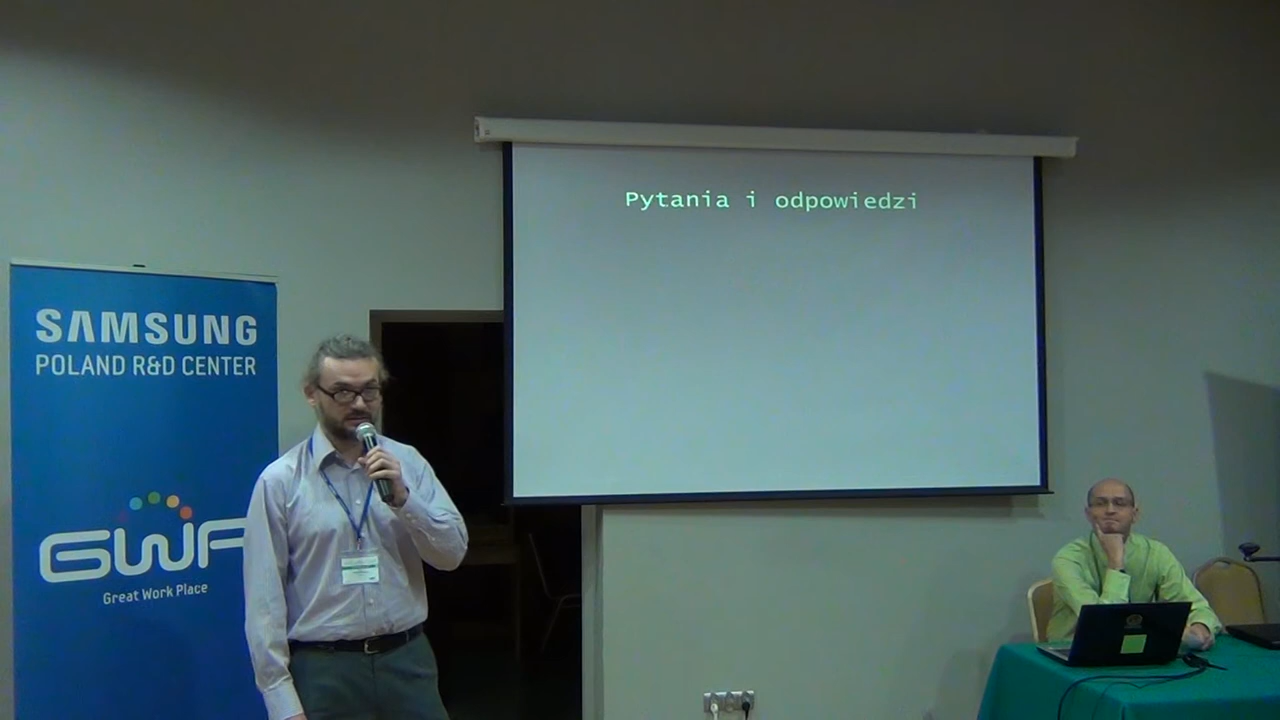 Pytania i odpowiedzi
SAMSUNG
POLAND R&D CENTER
GWP
Great Work Place